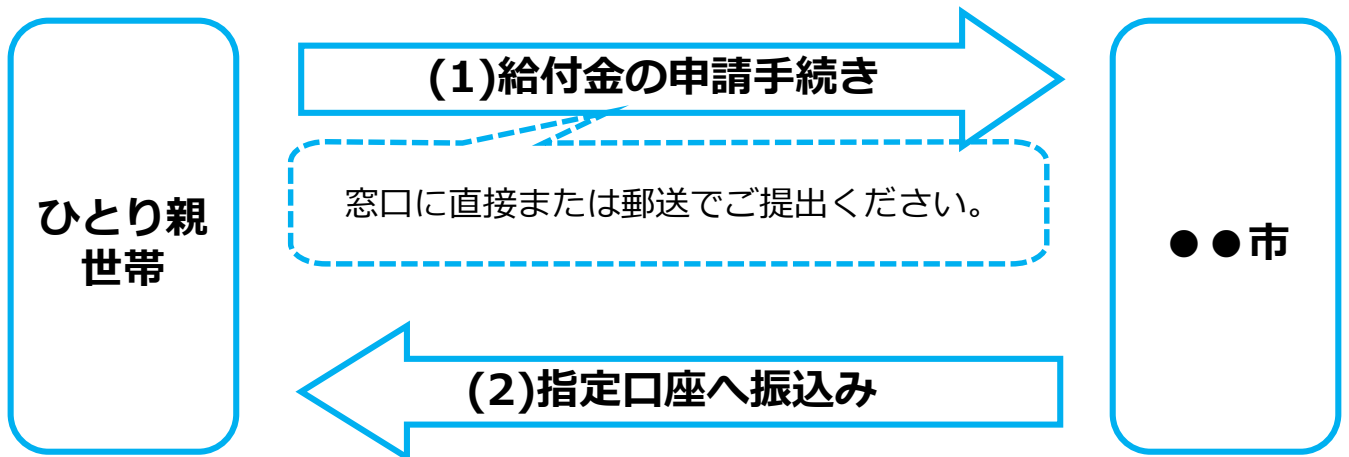 ひとり親
世帯
(1)給付金の申請手続き
窓口に直接または郵送でご提出ください。
(2)指定口座へ振込み
●●市